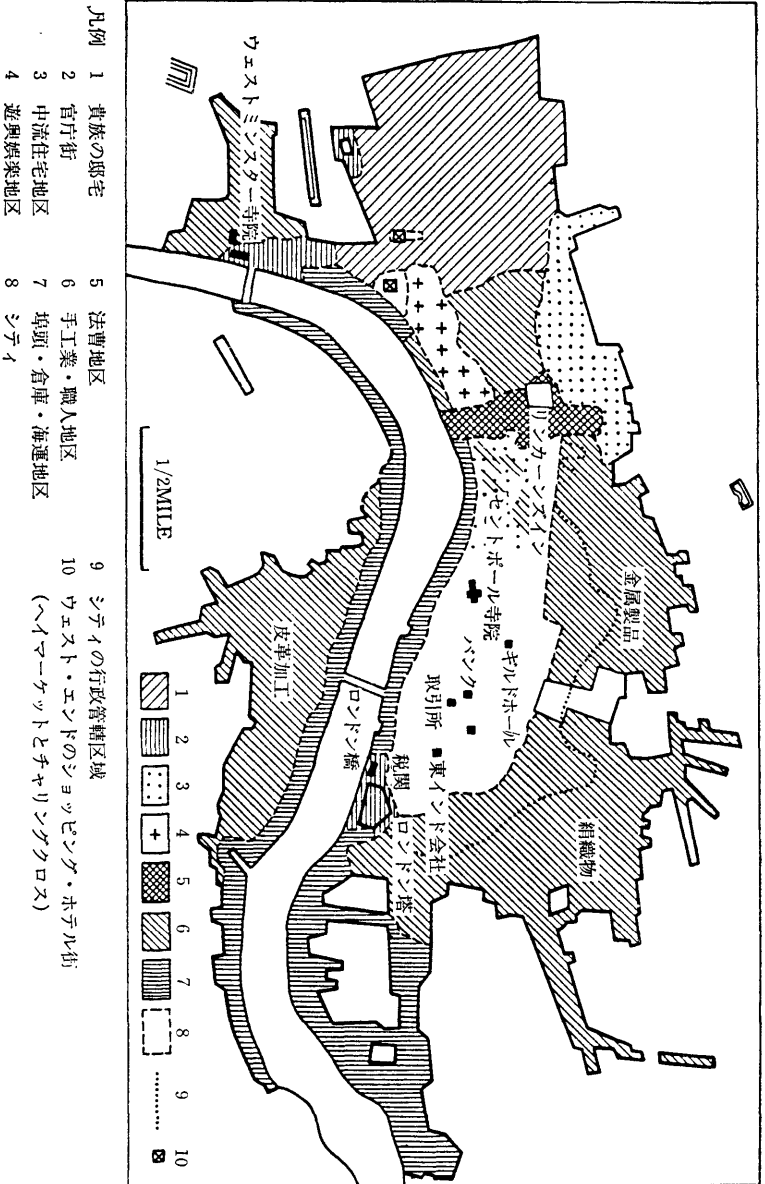 ウェストミンスター寺院
リンカーンズイン
セントポール寺院
ギルドホール
バンク
取引所
東インド会社
税関
ロンドン塔
ロンドン橋
金属製品
絹織物
皮革加工
1/2MILE
1 2 3 4 5 6 7 8 9 10
凡例 1 貴族の邸宅
2 官庁街
3 中流住宅地区
4 遊興娯楽地区
5 法曹地区
6 手工業・職人地区
7 埠頭・倉庫・海運地区
8 シティ
9 シティの行政管轄区域
10 ウェスト・エンドのショッピング・ホテル街
(ヘイマーケットとチャリングクロス)